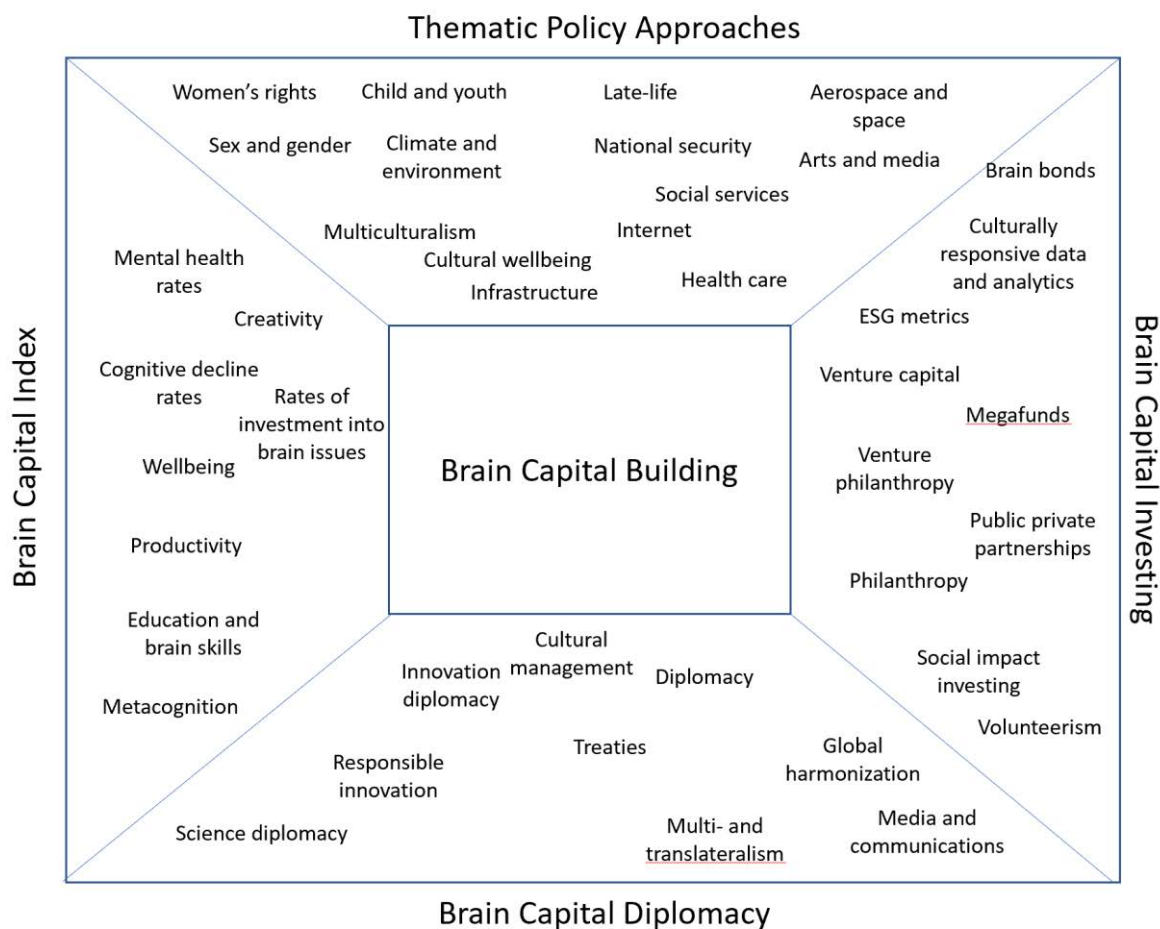 Thematic Policy Approaches
Women's rights
Child and youth
Late-life
Aerospace and
space
Sex and gender
Climate and
environment
National security
Arts and media
Social services
Multiculturalism
Internet
Cultural wellbeing
Infrastructure
Health care
Brain Capital Index
Mental health
rates
Creativity
Cognitive decline
rates
Rates of
investment into
brain issues
Wellbeing
Productivity
Education and
brain skills
Metacognition
Brain Capital Building
Brain bonds
Culturally
responsive data
and analytics
ESG metrics
Venture capital
Megafunds
Venture
philanthropy
Public private
partnerships
Philanthropy
Social impact
investing
Volunteerism
Brain Capital Investing
Cultural
management
Innovation
diplomacy
Diplomacy
Treaties
Global
harmonization
Responsible
innovation
Science diplomacy
Multi- and
translateralism
Media and
communications
Brain Capital Diplomacy